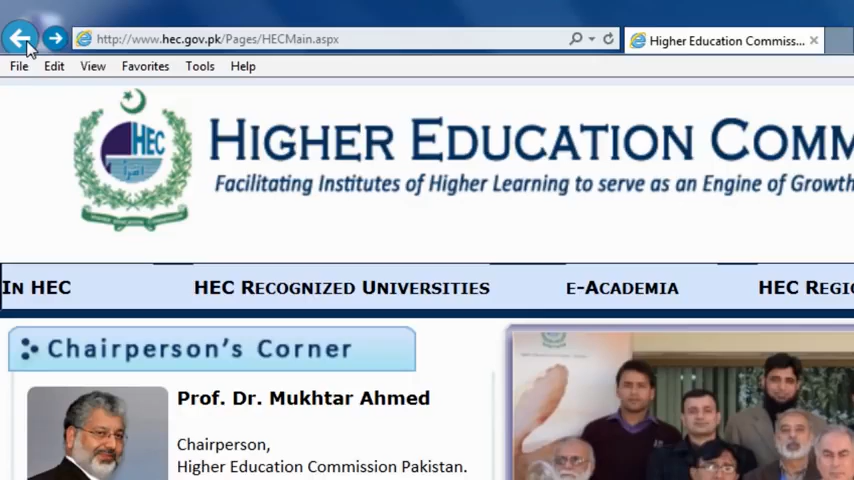 http://www.hec.gov.pk/Pages/HECMain.aspx
Higher Education Commiss...
File Edit View Favorites Tools Help
HEC
اقرأ
HIGHER EDUCATION COMM
Facilitating Institutes of Higher Learning to serve as an Engine of Growth
IN HEC HEC RECOGNIZED UNIVERSITIES E-ACADEMIA HEC REGIO
Chairperson's Corner
Prof. Dr. Mukhtar Ahmed
Chairperson,
Higher Education Commission Pakistan.